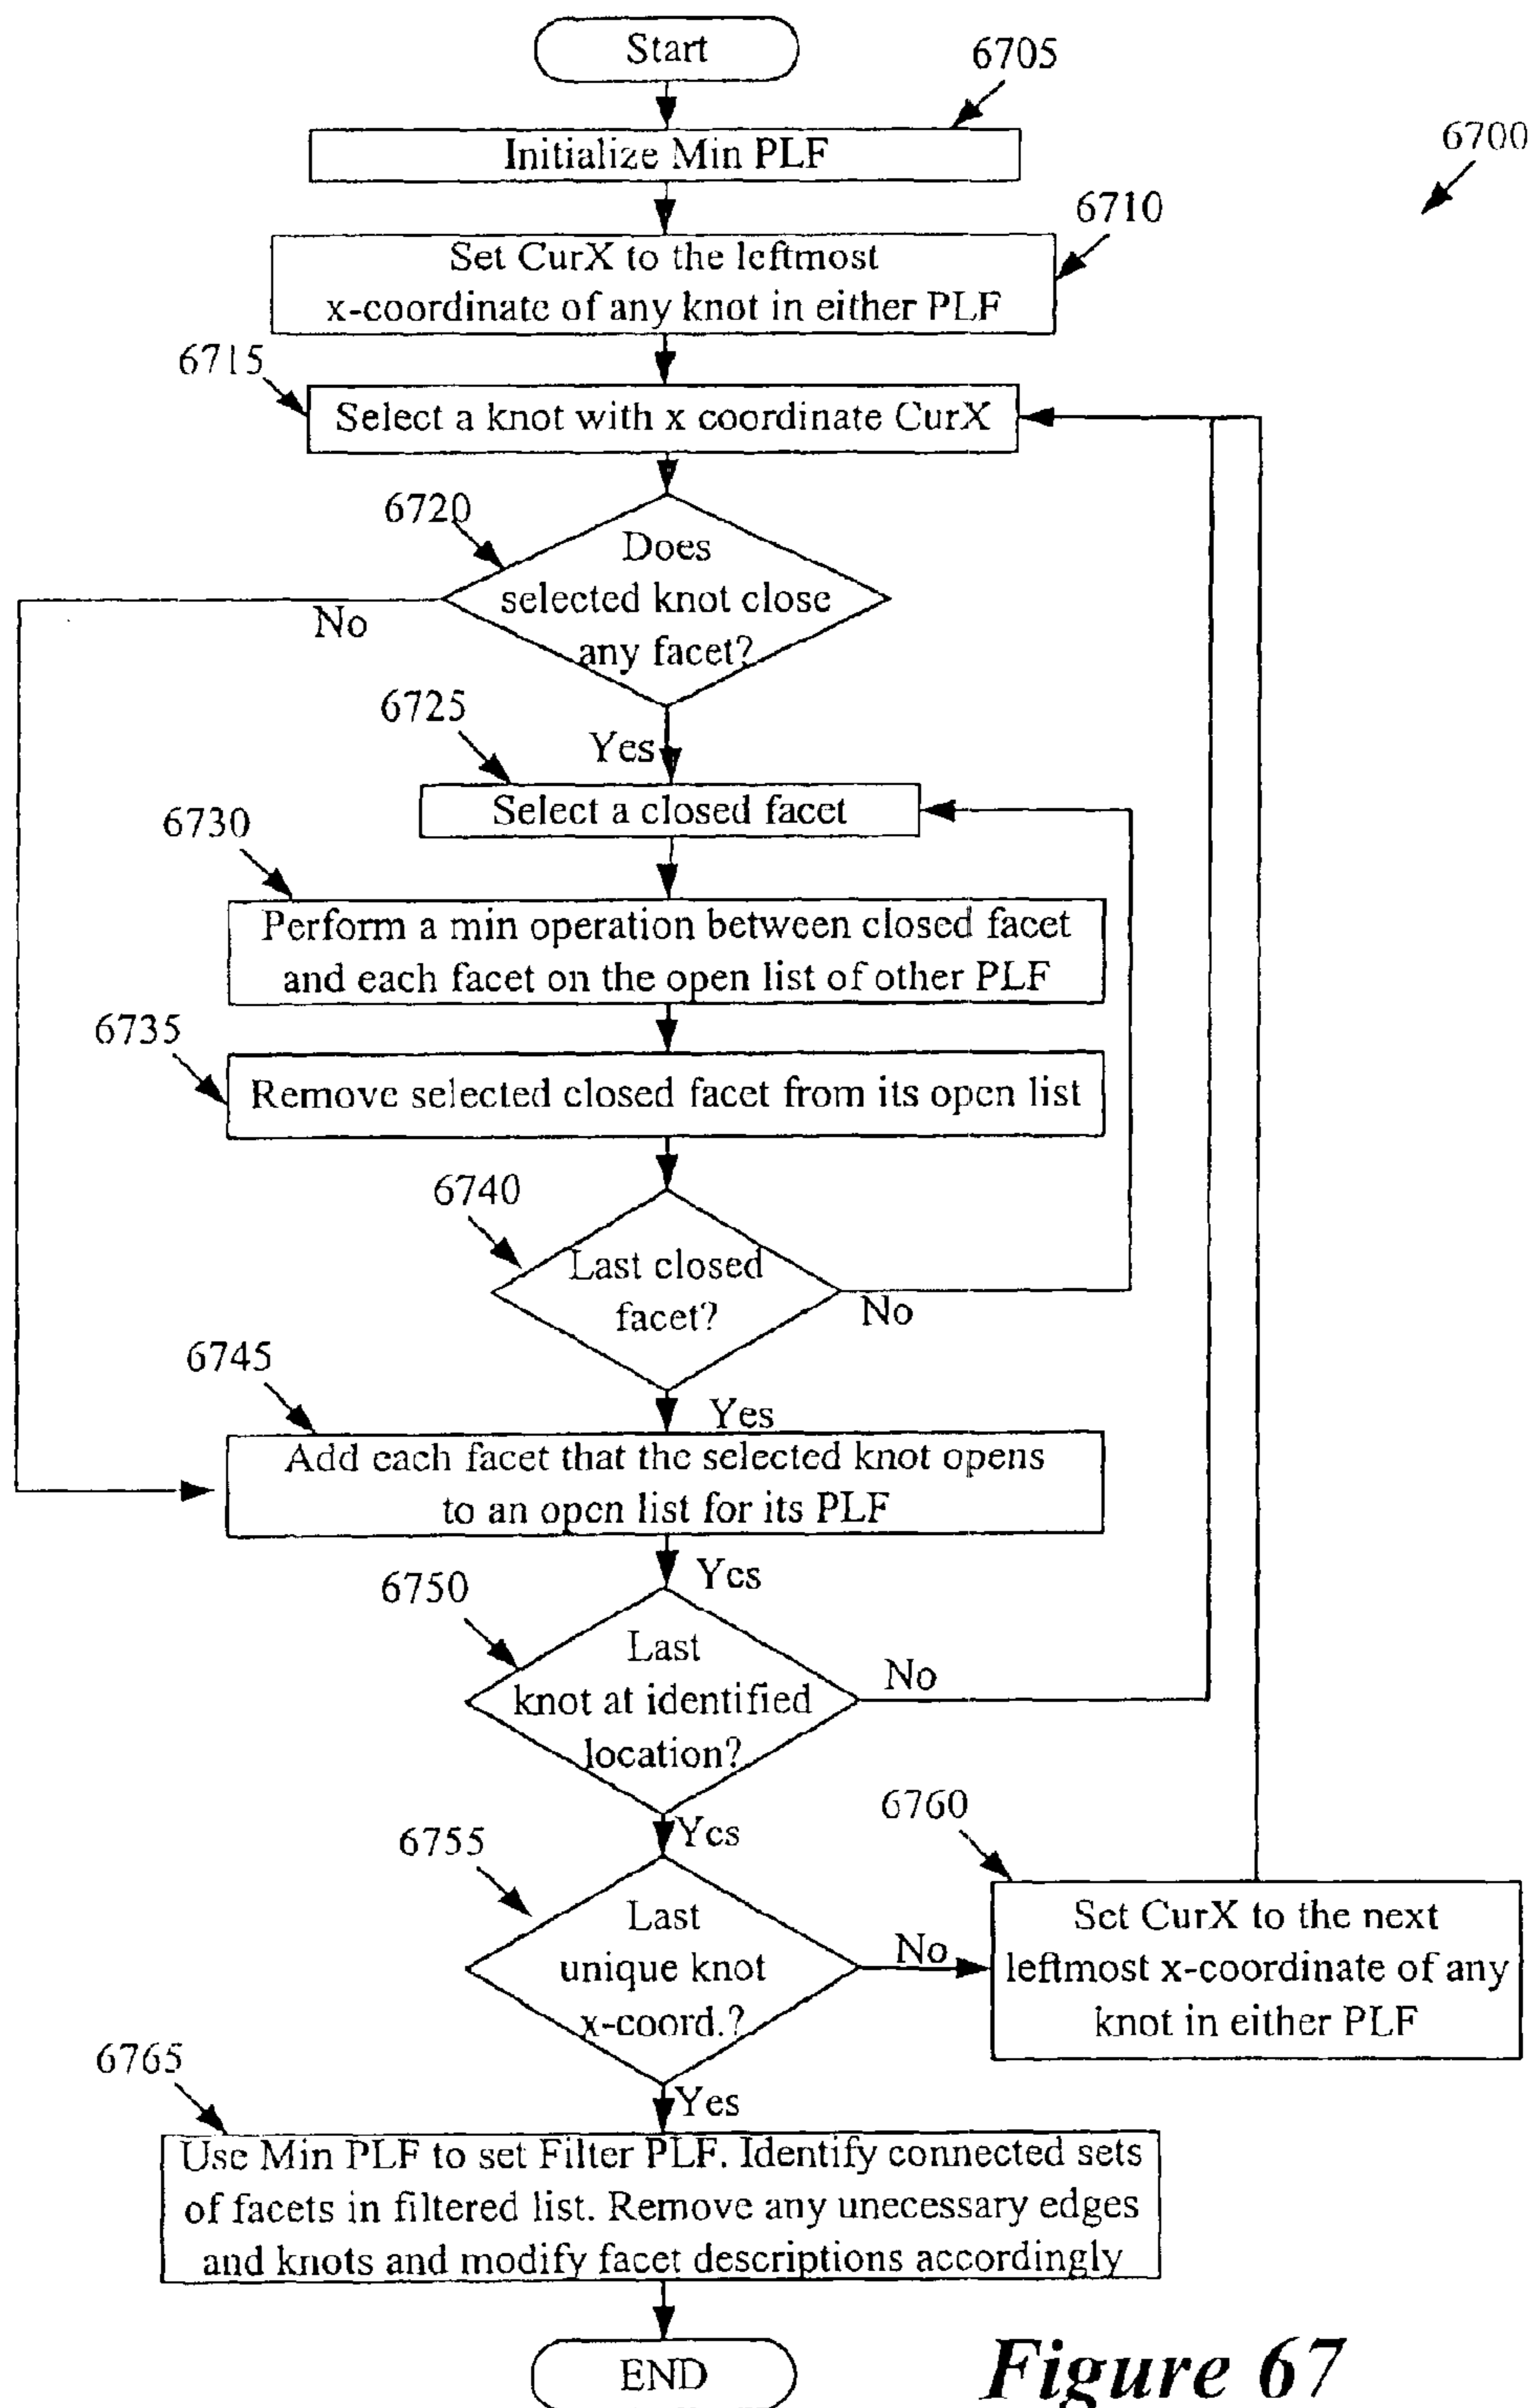 Start
6705
Initialize Min PLF
6700
6710
Set CurX to the leftmost
x-coordinate of any knot in either PLF
6715
Select a knot with x coordinate CurX
6720
Does
selected knot close
any facet?
No
6725
Yes
Select a closed facet
6730
Perform a min operation between closed facet
and each facet on the open list of other PLF
6735
Remove selected closed facet from its open list
6740
Last closed
facet?
No
6745
Yes
Add each facet that the selected knot opens
to an open list for its PLF
6750
Yes
Last
knot at identified
location?
No
6755
Yes
6760
Last
unique knot
x-coord.?
No
Set CurX to the next
leftmost x-coordinate of any
knot in either PLF
6765
Yes
Use Min PLF to set Filter PLF. Identify connected sets
of facets in filtered list. Remove any unecessary edges
and knots and modify facet descriptions accordingly
END
Figure 67